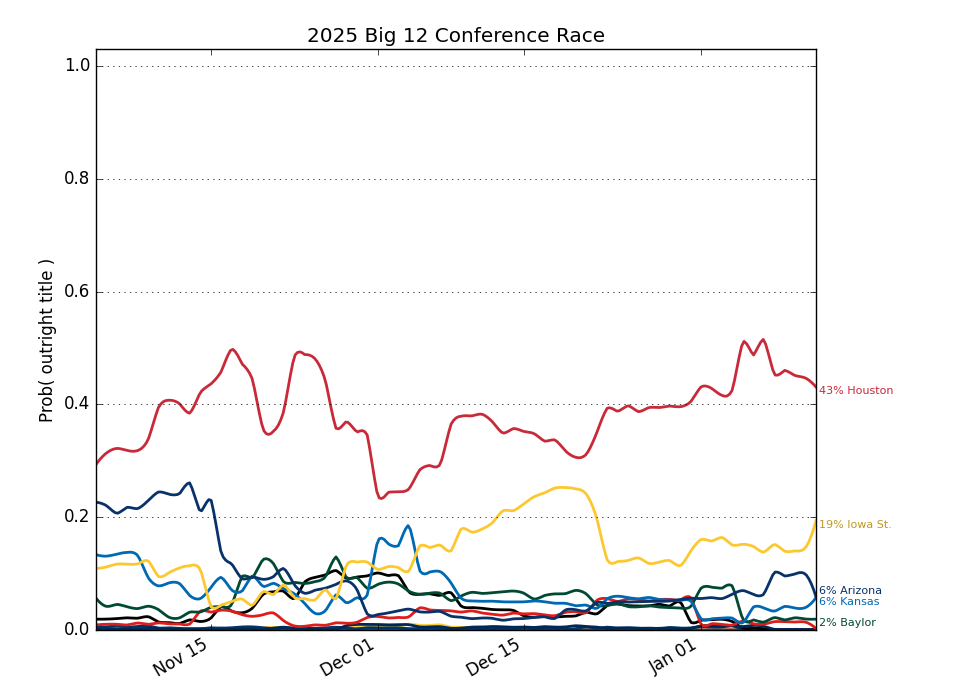 2025 Big 12 Conference Race
Prob( outright title )
1.0
0.8
0.6
0.4
0.2
0.0
Nov 15
Dec 01
Dec 15
Jan 01
43% Houston
19% Iowa St.
6% Arizona
6% Kansas
2% Baylor